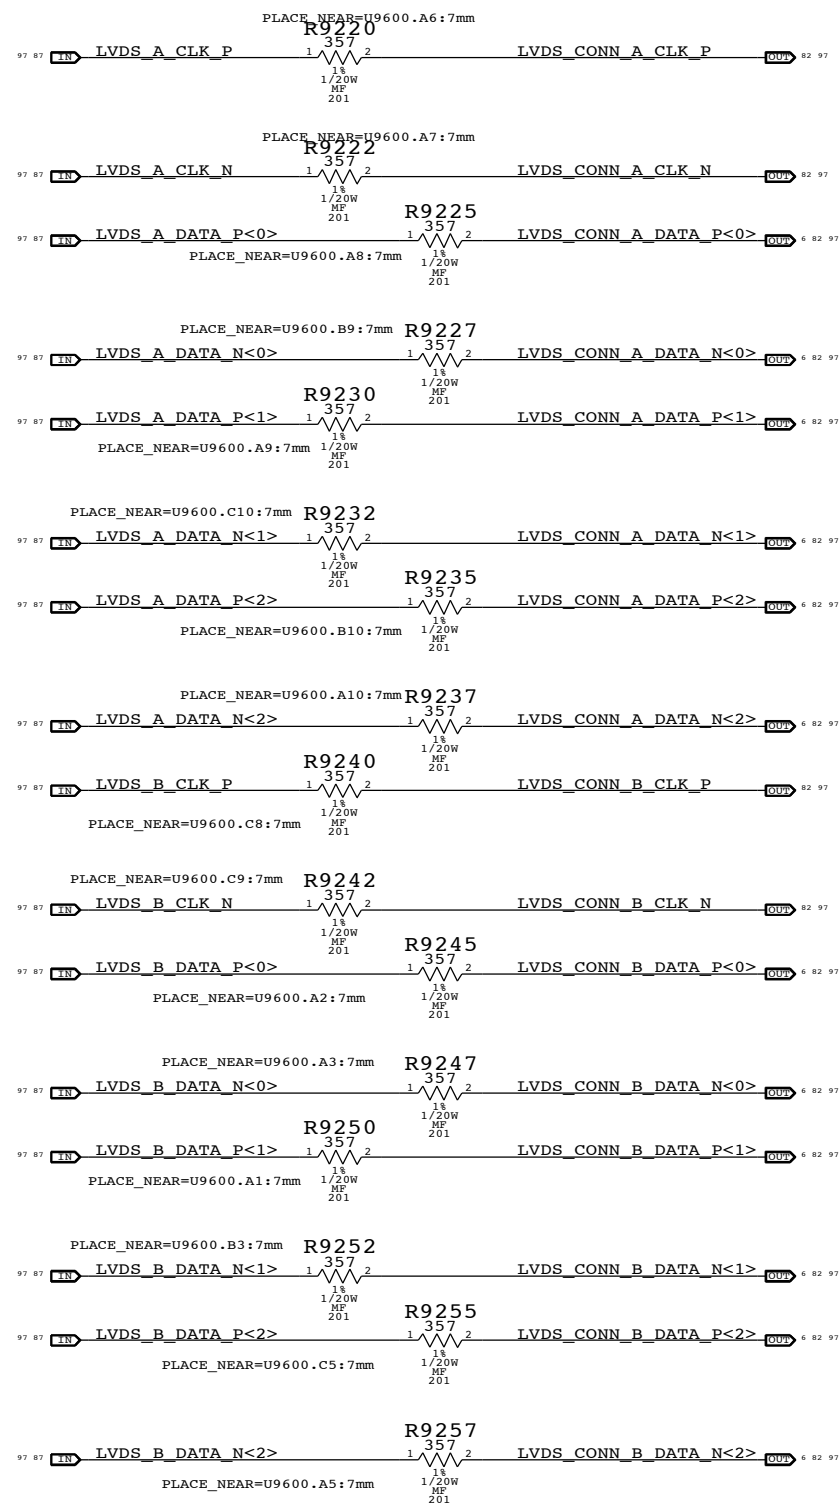 PLACE_NEAR=U9600.A6:7mm
R9220
357
97 87 IN LVDS_A_CLK_P 1 2 LVDS_CONN_A_CLK_P OUT 82 97
1%
1/20W
MF
201
PLACE_NEAR=U9600.A7:7mm
R9222
357
97 87 IN LVDS_A_CLK_N 1 2 LVDS_CONN_A_CLK_N OUT 82 97
1%
1/20W
MF
201
R9225
357
97 87 IN LVDS_A_DATA_P<0> 1 2 LVDS_CONN_A_DATA_P<0> OUT 6 82 97
PLACE_NEAR=U9600.A8:7mm
1%
1/20W
MF
201
PLACE_NEAR=U9600.B9:7mm R9227
357
97 87 IN LVDS_A_DATA_N<0> 1 2 LVDS_CONN_A_DATA_N<0> OUT 6 82 97
1%
1/20W
MF
201
R9230
357
97 87 IN LVDS_A_DATA_P<1> 1 2 LVDS_CONN_A_DATA_P<1> OUT 6 82 97
PLACE_NEAR=U9600.A9:7mm
1%
1/20W
MF
201
PLACE_NEAR=U9600.C10:7mm R9232
357
97 87 IN LVDS_A_DATA_N<1> 1 2 LVDS_CONN_A_DATA_N<1> OUT 6 82 97
1%
1/20W
MF
201
R9235
357
97 87 IN LVDS_A_DATA_P<2> 1 2 LVDS_CONN_A_DATA_P<2> OUT 6 82 97
PLACE_NEAR=U9600.B10:7mm
1%
1/20W
MF
201
PLACE_NEAR=U9600.A10:7mm R9237
357
97 87 IN LVDS_A_DATA_N<2> 1 2 LVDS_CONN_A_DATA_N<2> OUT 6 82 97
1%
1/20W
MF
201
R9240
357
97 87 IN LVDS_B_CLK_P 1 2 LVDS_CONN_B_CLK_P OUT 82 97
1%
1/20W
MF
201
PLACE_NEAR=U9600.C8:7mm
PLACE_NEAR=U9600.C9:7mm R9242
357
97 87 IN LVDS_B_CLK_N 1 2 LVDS_CONN_B_CLK_N OUT 82 97
1%
1/20W
MF
201
R9245
357
97 87 IN LVDS_B_DATA_P<0> 1 2 LVDS_CONN_B_DATA_P<0> OUT 6 82 97
PLACE_NEAR=U9600.A2:7mm
1%
1/20W
MF
201
PLACE_NEAR=U9600.A3:7mm R9247
357
97 87 IN LVDS_B_DATA_N<0> 1 2 LVDS_CONN_B_DATA_N<0> OUT 6 82 97
1%
1/20W
MF
201
R9250
357
97 87 IN LVDS_B_DATA_P<1> 1 2 LVDS_CONN_B_DATA_P<1> OUT 6 82 97
PLACE_NEAR=U9600.A1:7mm
1%
1/20W
MF
201
PLACE_NEAR=U9600.B3:7mm R9252
357
97 87 IN LVDS_B_DATA_N<1> 1 2 LVDS_CONN_B_DATA_N<1> OUT 6 82 97
1%
1/20W
MF
201
R9255
357
97 87 IN LVDS_B_DATA_P<2> 1 2 LVDS_CONN_B_DATA_P<2> OUT 6 82 97
PLACE_NEAR=U9600.C5:7mm
1%
1/20W
MF
201
R9257
357
97 87 IN LVDS_B_DATA_N<2> 1 2 LVDS_CONN_B_DATA_N<2> OUT 6 82 97
PLACE_NEAR=U9600.A5:7mm
1%
1/20W
MF
201